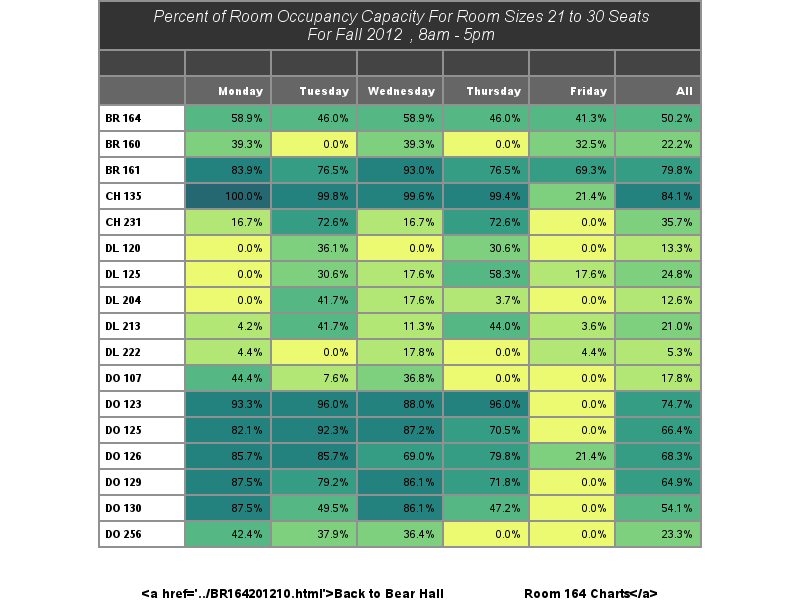 Percent of Room Occupancy Capacity For Room Sizes 21 to 30 Seats
For Fall 2012 , 8am - 5pm
Monday Tuesday Wednesday Thursday Friday All
BR 164 58.9% 46.0% 58.9% 46.0% 41.3% 50.2%
BR 160 39.3% 0.0% 39.3% 0.0% 32.5% 22.2%
BR 161 83.9% 76.5% 93.0% 76.5% 69.3% 79.8%
CH 135 100.0% 99.8% 99.6% 99.4% 21.4% 84.1%
CH 231 16.7% 72.6% 16.7% 72.6% 0.0% 35.7%
DL 120 0.0% 36.1% 0.0% 30.6% 0.0% 13.3%
DL 125 0.0% 30.6% 17.6% 58.3% 17.6% 24.8%
DL 204 0.0% 41.7% 17.6% 3.7% 0.0% 12.6%
DL 213 4.2% 41.7% 11.3% 44.0% 3.6% 21.0%
DL 222 4.4% 0.0% 17.8% 0.0% 4.4% 5.3%
DO 107 44.4% 7.6% 36.8% 0.0% 0.0% 17.8%
DO 123 93.3% 96.0% 88.0% 96.0% 0.0% 74.7%
DO 125 82.1% 92.3% 87.2% 70.5% 0.0% 66.4%
DO 126 85.7% 85.7% 69.0% 79.8% 21.4% 68.3%
DO 129 87.5% 79.2% 86.1% 71.8% 0.0% 64.9%
DO 130 87.5% 49.5% 86.1% 47.2% 0.0% 54.1%
DO 256 42.4% 37.9% 36.4% 0.0% 0.0% 23.3%
<a href='../BR164201210.html'>Back to Bear Hall Room 164 Charts</a>